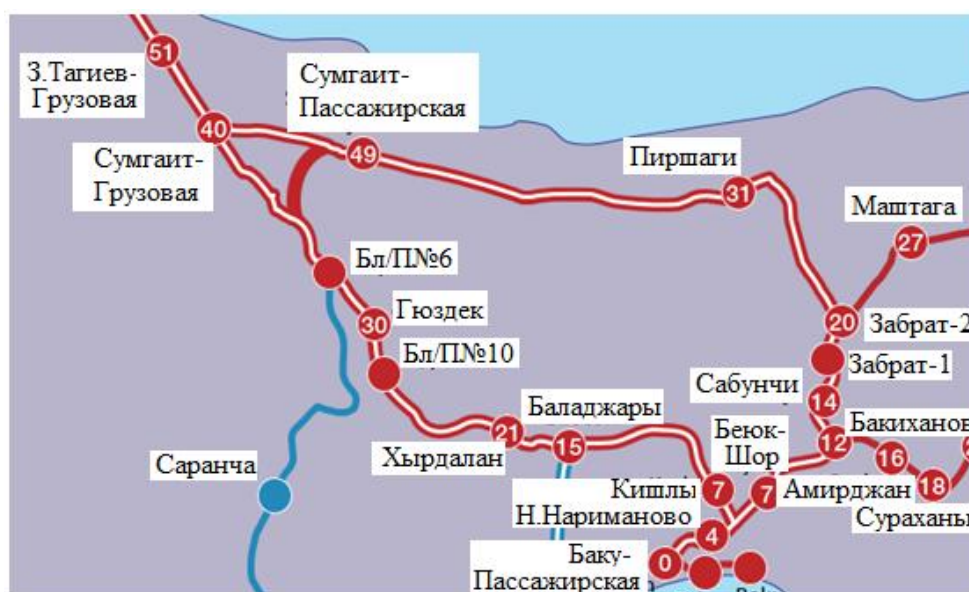 51
З.Тагиев-
Грузовая
Сумгаит-
Пассажирская
40
49
Сумгаит-
Грузовая
Пиршаги
31
Маштага
27
Бл/П№6
30
Гюздек
20
Забрат-2
Бл/П№10
Забрат-1
Сабунчи
14
21
Баладжары
15
Хырдалан
Беюк-
Шор
12
Бакиханов
16
Саранча
Кишлы
7
7
Амирджан
18
Сураханы
Н.Нариманово
4
Баку-
Пассажирская
0